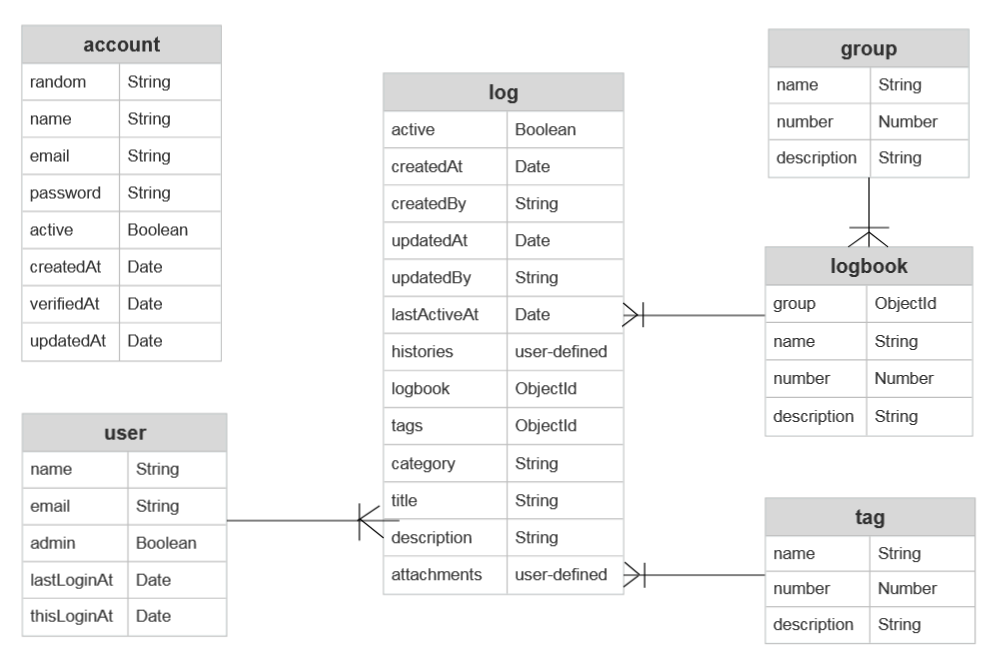 account
random String
name String
email String
password String
active Boolean
createdAt Date
verifiedAt Date
updatedAt Date
user
name String
email String
admin Boolean
lastLoginAt Date
thisLoginAt Date
log
active Boolean
createdAt Date
createdBy String
updatedAt Date
updatedBy String
lastActiveAt Date
histories user-defined
logbook ObjectId
tags ObjectId
category String
title String
description String
attachments user-defined
group
name String
number Number
description String
logbook
group ObjectId
name String
number Number
description String
tag
name String
number Number
description String